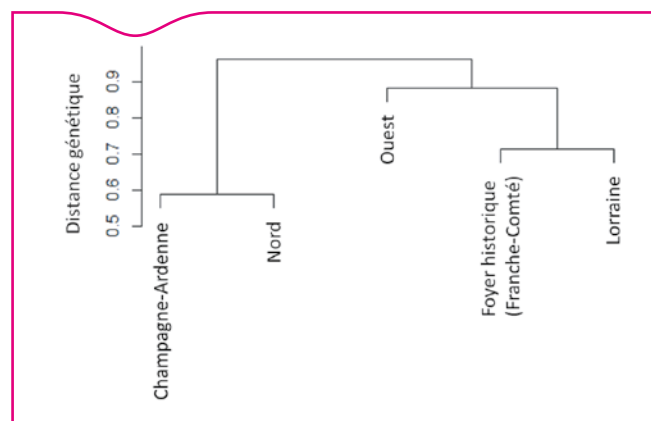 Distance génétique
0.9
0.8
0.7
0.6
0.5
Champagne-Ardenne
Nord
Ouest
Foyer historique
(Franche-Comté)
Lorraine